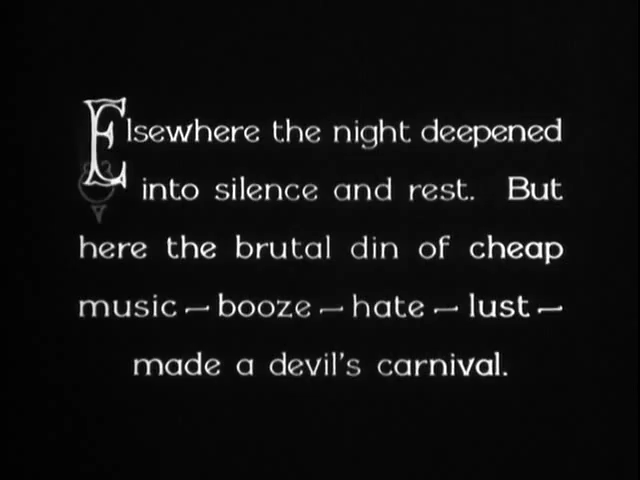 Elsewhere the night deepened
into silence and rest. But
here the brutal din of cheap
music — booze — hate — lust —
made a devil's carnival.